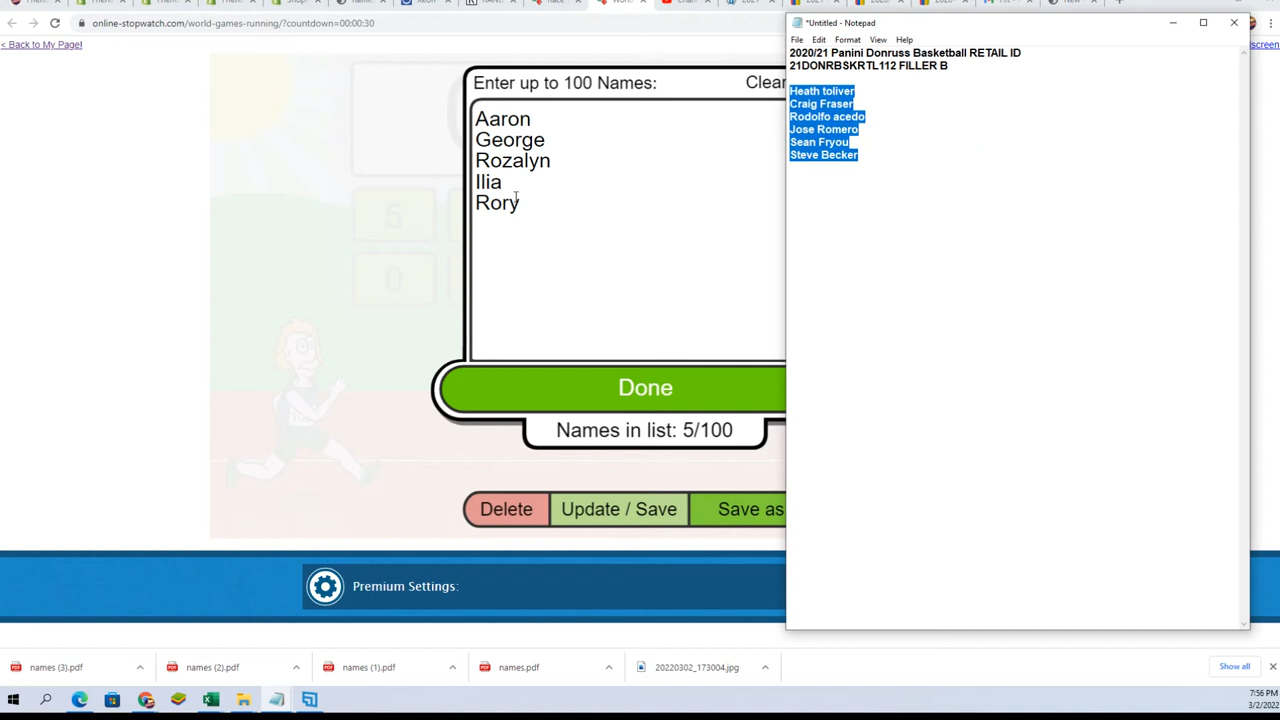 online-stopwatch.com/world-games-running/?countdown=00:00:30
< Back to My Page!
Enter up to 100 Names:
Clear
Aaron
George
Rozalyn
Ilia
Rory
Done
Names in list: 5/100
Delete
Update / Save
Save as
5
0
Premium Settings:
*Untitled - Notepad
File Edit Format View Help
2020/21 Panini Donruss Basketball RETAIL ID
21DONRBSKRTL112 FILLER B
Heath toliver
Craig Fraser
Rodolfo acedo
Jose Romero
Sean Fryou
Steve Becker
screen
names (3).pdf
names (2).pdf
names (1).pdf
names.pdf
20220302_173004.jpg
Show all
7:56 PM
3/2/2022